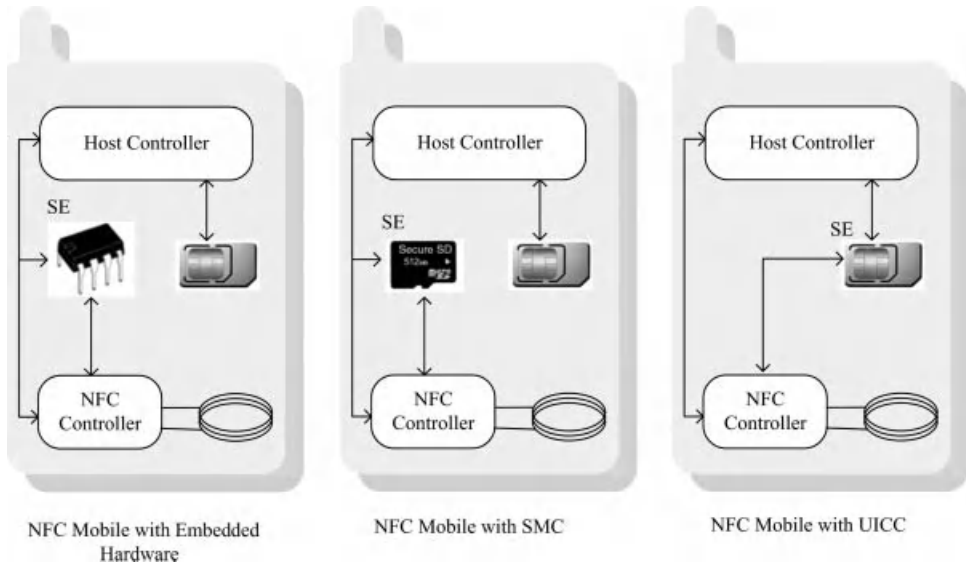 Host Controller
SE
NFC
Controller
NFC Mobile with Embedded
Hardware
Host Controller
SE
Secure SD
512MB
NFC
Controller
NFC Mobile with SMC
Host Controller
SE
NFC
Controller
NFC Mobile with UICC